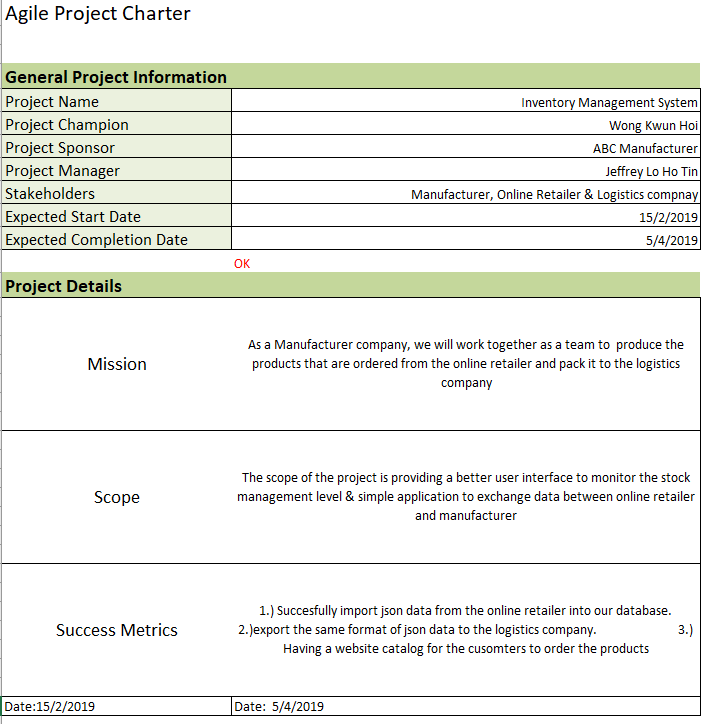 Agile Project Charter
General Project Information
Project Name Inventory Management System
Project Champion Wong Kwun Hoi
Project Sponsor ABC Manufacturer
Project Manager Jeffrey Lo Ho Tin
Stakeholders Manufacturer, Online Retailer & Logistics compnay
Expected Start Date 15/2/2019
Expected Completion Date 5/4/2019
OK
Project Details
Mission
As a Manufacturer company, we will work together as a team to produce the
products that are ordered from the online retailer and pack it to the logistics
company
Scope
The scope of the project is providing a better user interface to monitor the stock
management level & simple application to exchange data between online retailer
and manufacturer
Success Metrics
1.) Succesfully import json data from the online retailer into our database.
2.)export the same format of json data to the logistics company. 3.)
Having a website catalog for the cusomters to order the products
Date:15/2/2019 Date: 5/4/2019